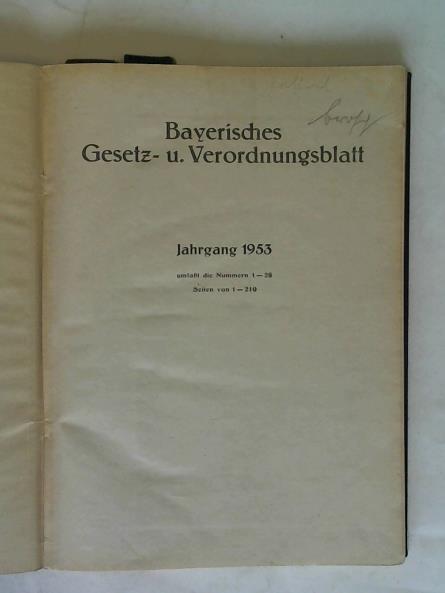 Bayerisches
Gesetz- u. Verordnungsblatt
Jahrgang 1953
umfaßt die Nummern 1—28
Seiten von 1—210